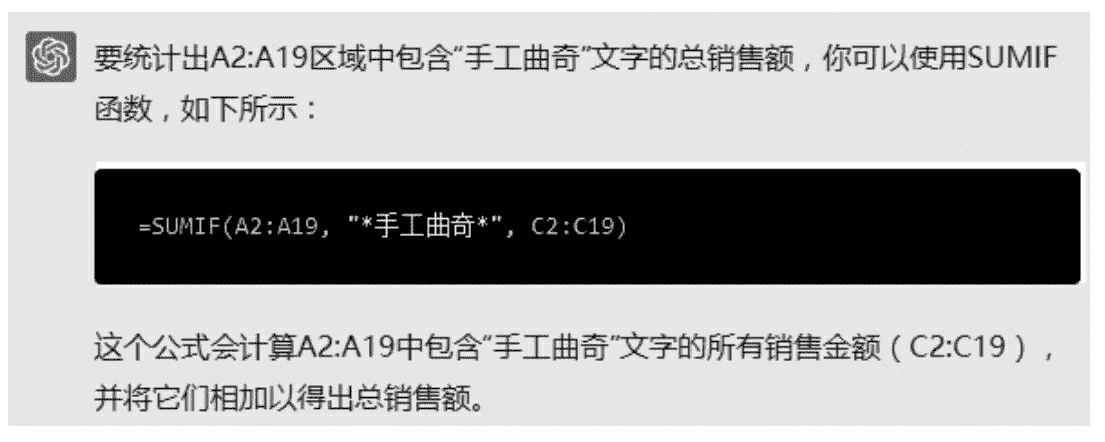 要统计出A2:A19区域中包含“手工曲奇”文字的总销售额，你可以使用SUMIF
函数，如下所示：
=SUMIF(A2:A19, "*手工曲奇*", C2:C19)
这个公式会计算A2:A19中包含“手工曲奇”文字的所有销售金额（C2:C19），
并将它们相加以得出总销售额。